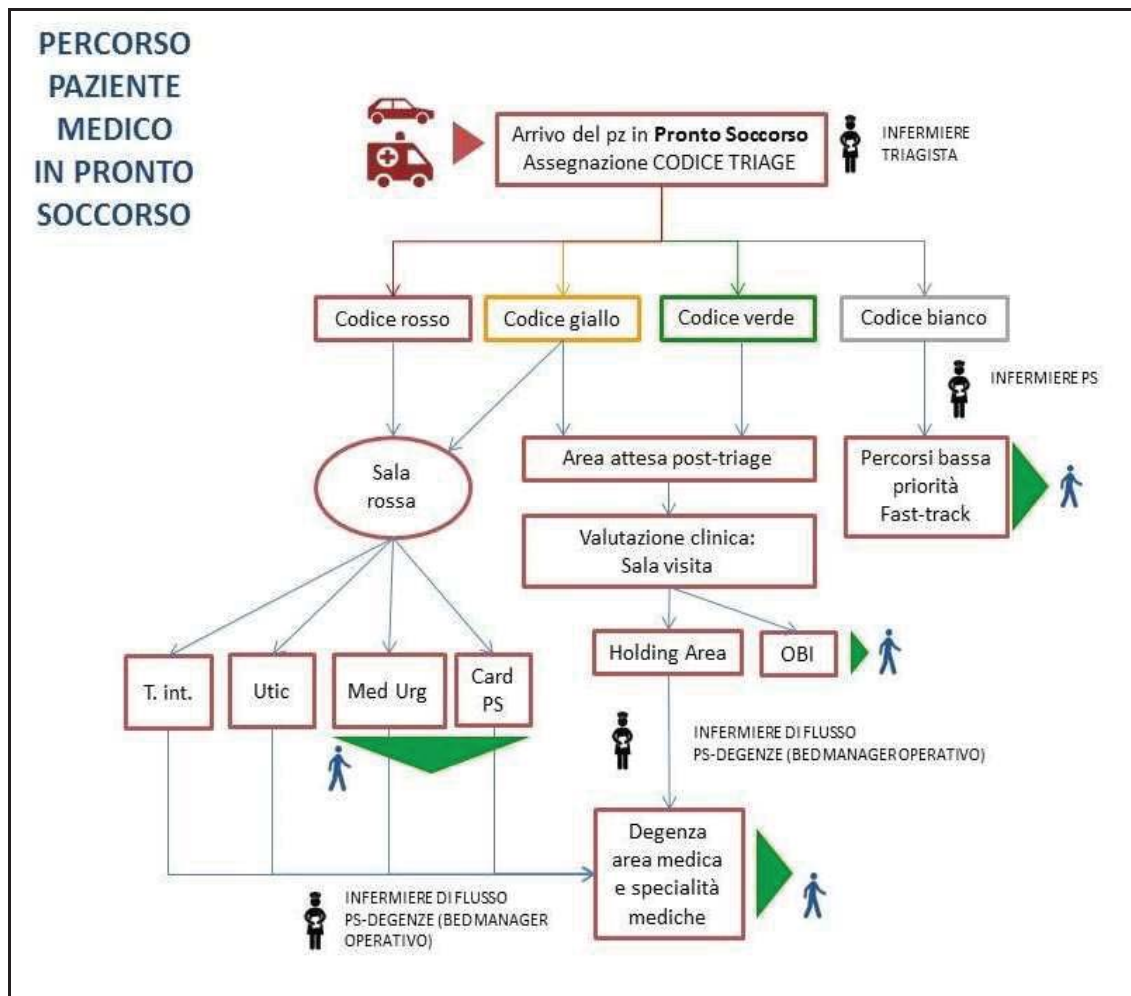 PERCORSO
PAZIENTE
MEDICO
IN PRONTO
SOCCORSO
Arrivo del pz in Pronto Soccorso
Assegnazione CODICE TRIAGE
INFERMIERE
TRIAGISTA
Codice rosso
Codice giallo
Codice verde
Codice bianco
INFERMIERE PS
Sala
rossa
Area attesa post-triage
Percorsi bassa
priorità
Fast-track
Valutazione clinica:
Sala visita
Holding Area
OBI
T. int.
Utic
Med Urg
Card
PS
INFERMIERE DI FLUSSO
PS-DEGENZE (BED MANAGER OPERATIVO)
Degenza
area medica
e specialità
mediche
INFERMIERE DI FLUSSO
PS-DEGENZE (BED MANAGER
OPERATIVO)